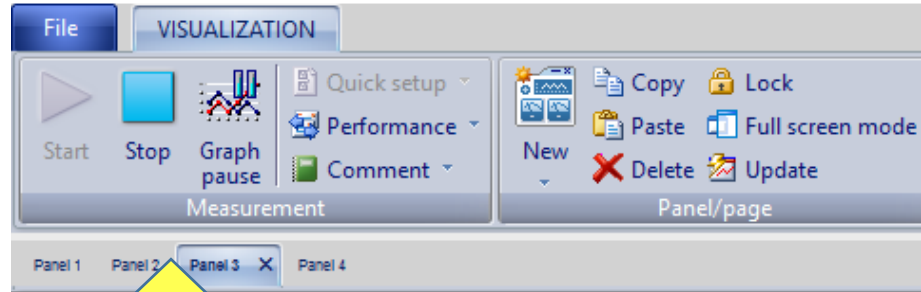 File VISUALIZATION
Start Stop Graph pause Quick setup Performance Comment
Measurement
New Copy Paste Delete Lock Full screen mode Update
Panel/page
Panel 1 Panel 2 Panel 3 X Panel 4